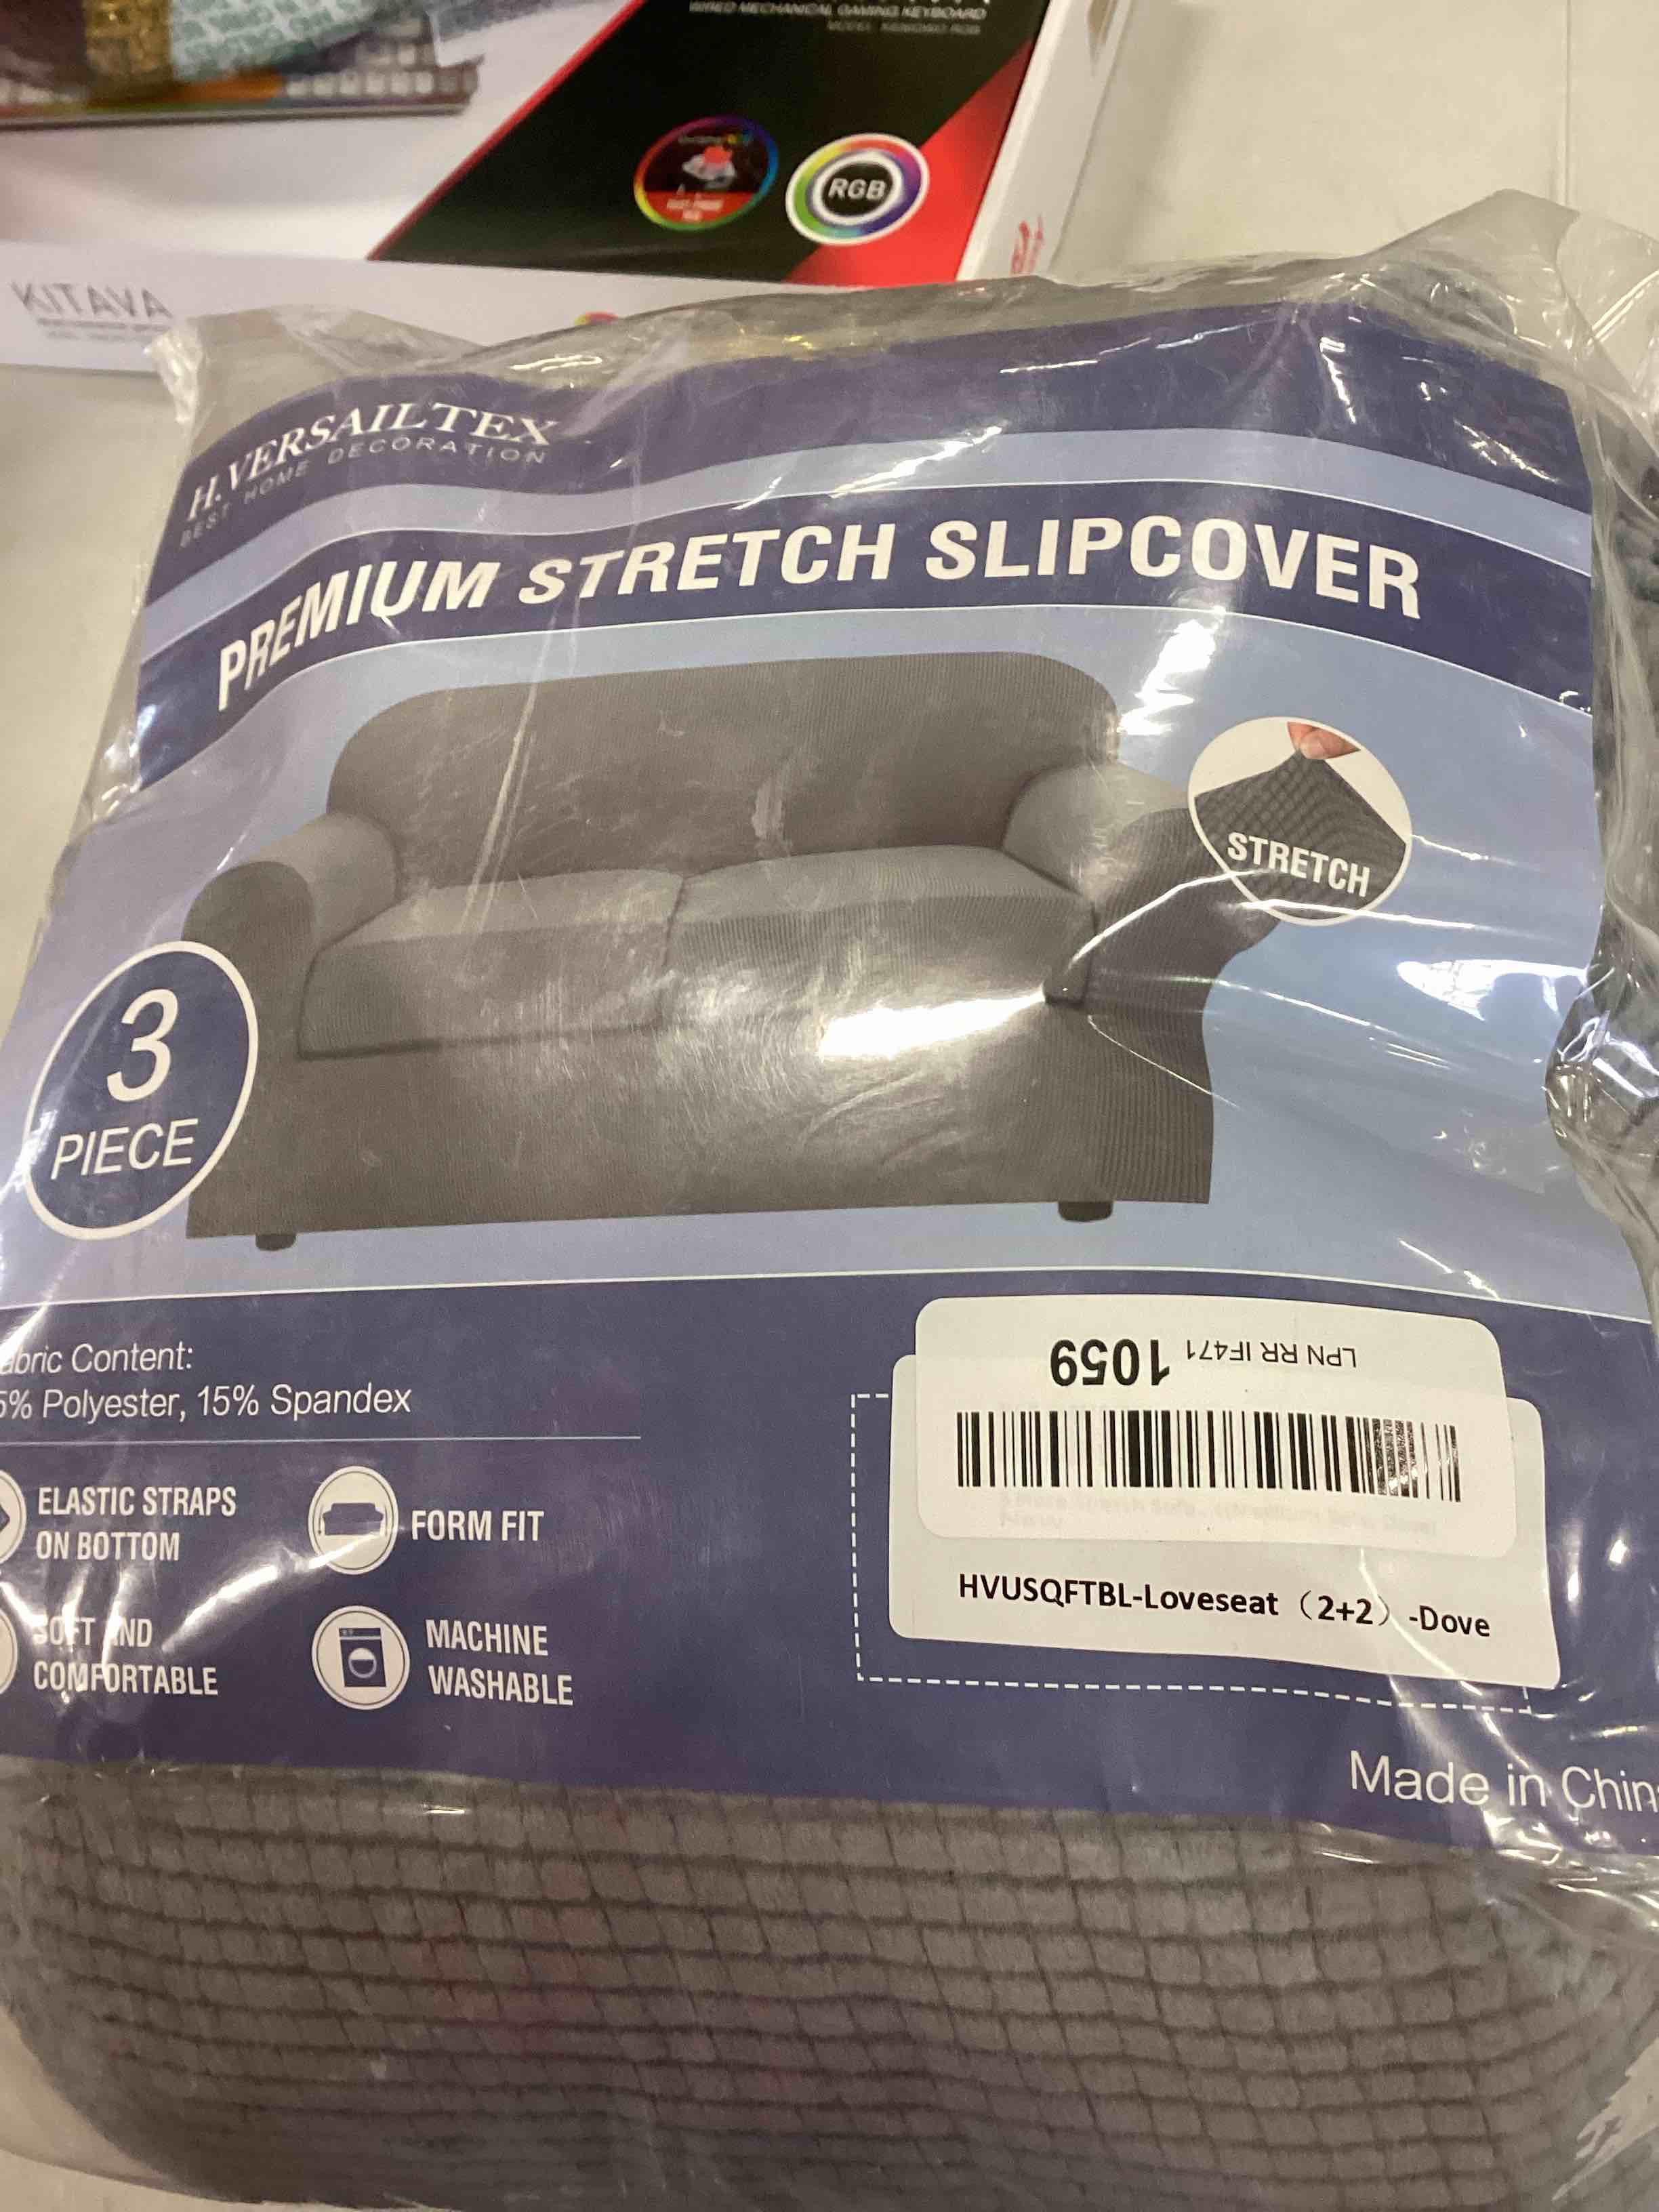 WIRED MECHANICAL GAMING KEYBOARD
RGB
KITAVA
H.VERSAILTEX
BEST HOME DECORATION
PREMIUM STRETCH SLIPCOVER
STRETCH
3
PIECE
LPN RR IF471 1059
abric Content:
5% Polyester, 15% Spandex
ELASTIC STRAPS
ON BOTTOM
FORM FIT
SOFT AND
COMFORTABLE
MACHINE
WASHABLE
HVUSQFTBL-Loveseat（2+2）-Dove
Made in Chin